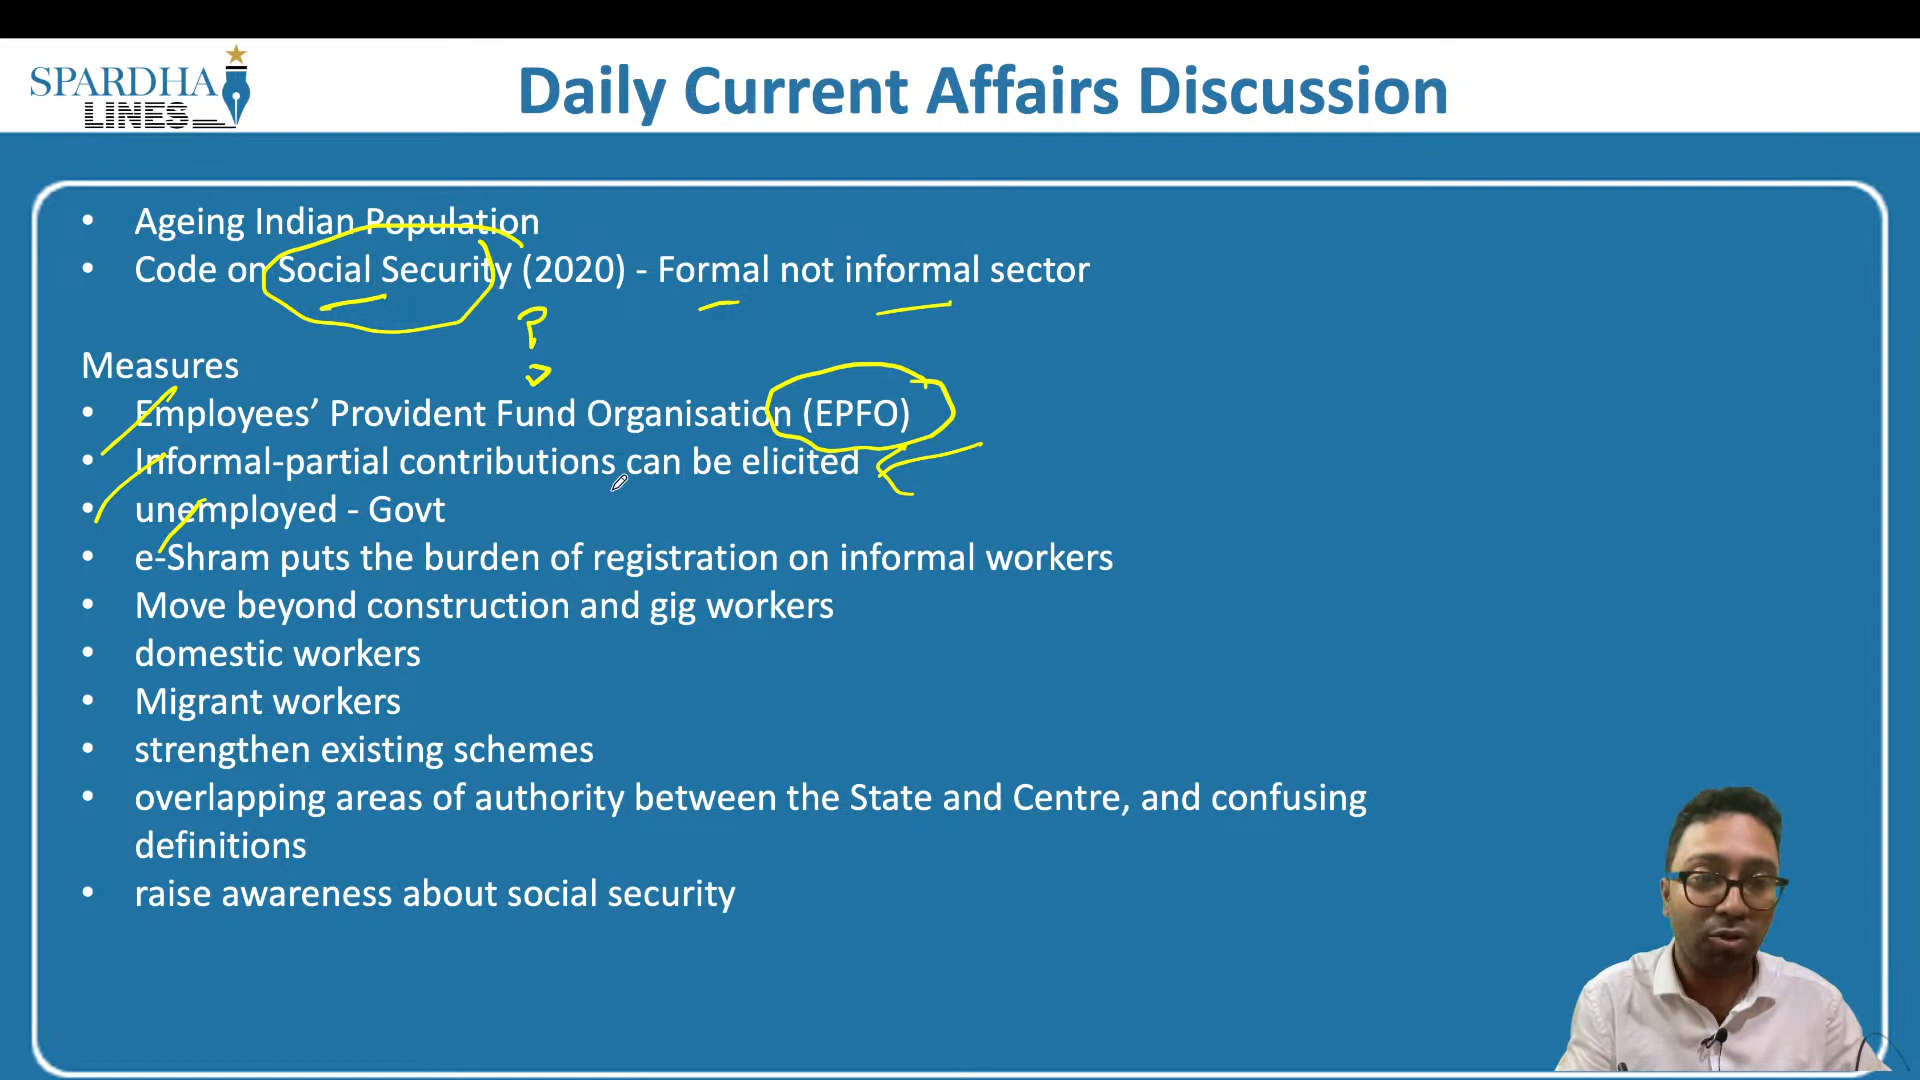 SPARDHA
LINES
Daily Current Affairs Discussion
• Ageing Indian Population
• Code on Social Security (2020) - Formal not informal sector
?
Measures
• Employees’ Provident Fund Organisation (EPFO)
• Informal-partial contributions can be elicited
• unemployed - Govt
• e-Shram puts the burden of registration on informal workers
• Move beyond construction and gig workers
• domestic workers
• Migrant workers
• strengthen existing schemes
• overlapping areas of authority between the State and Centre, and confusing
definitions
• raise awareness about social security